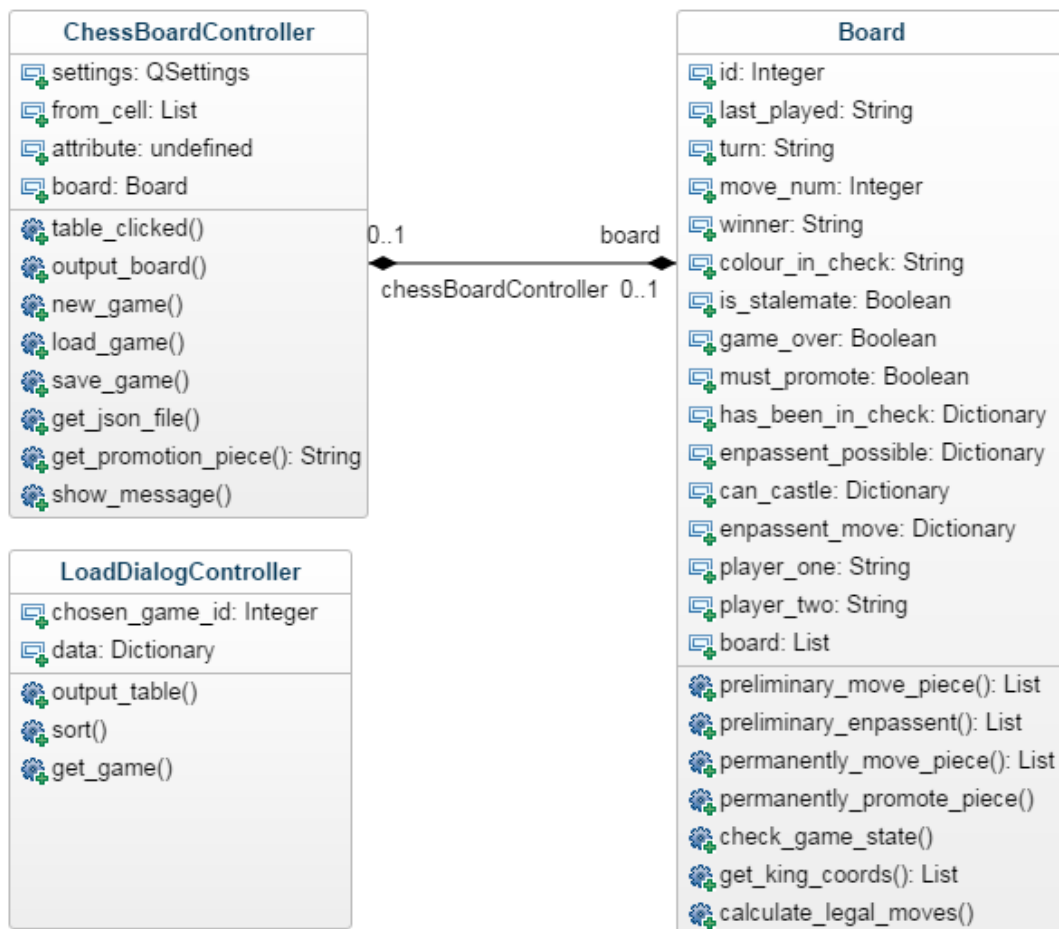 ChessBoardController
settings: QSettings
from_cell: List
attribute: undefined
board: Board
table_clicked()
output_board()
new_game()
load_game()
save_game()
get_json_file()
get_promotion_piece(): String
show_message()
0..1
board
chessBoardController 0..1
LoadDialogController
chosen_game_id: Integer
data: Dictionary
output_table()
sort()
get_game()
Board
id: Integer
last_played: String
turn: String
move_num: Integer
winner: String
colour_in_check: String
is_stalemate: Boolean
game_over: Boolean
must_promote: Boolean
has_been_in_check: Dictionary
enpassent_possible: Dictionary
can_castle: Dictionary
enpassent_move: Dictionary
player_one: String
player_two: String
board: List
preliminary_move_piece(): List
preliminary_enpassent(): List
permanently_move_piece(): List
permanently_promote_piece()
check_game_state()
get_king_coords(): List
calculate_legal_moves()